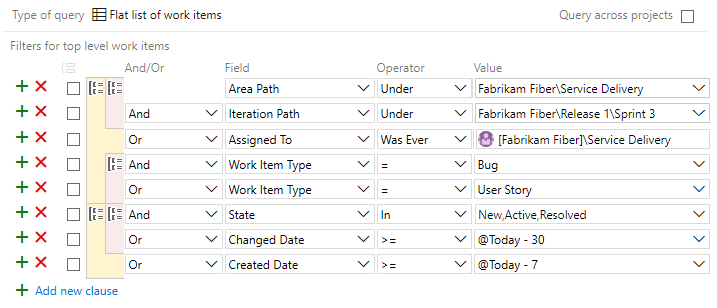 Type of query Flat list of work items Query across projects
Filters for top level work items
And/Or Field Operator Value
Area Path Under Fabrikam Fiber\Service Delivery
And Iteration Path Under Fabrikam Fiber\Release 1\Sprint 3
Or Assigned To Was Ever [Fabrikam Fiber]\Service Delivery
And Work Item Type = Bug
Or Work Item Type = User Story
And State In New,Active,Resolved
Or Changed Date >= @Today - 30
Or Created Date >= @Today - 7
Add new clause